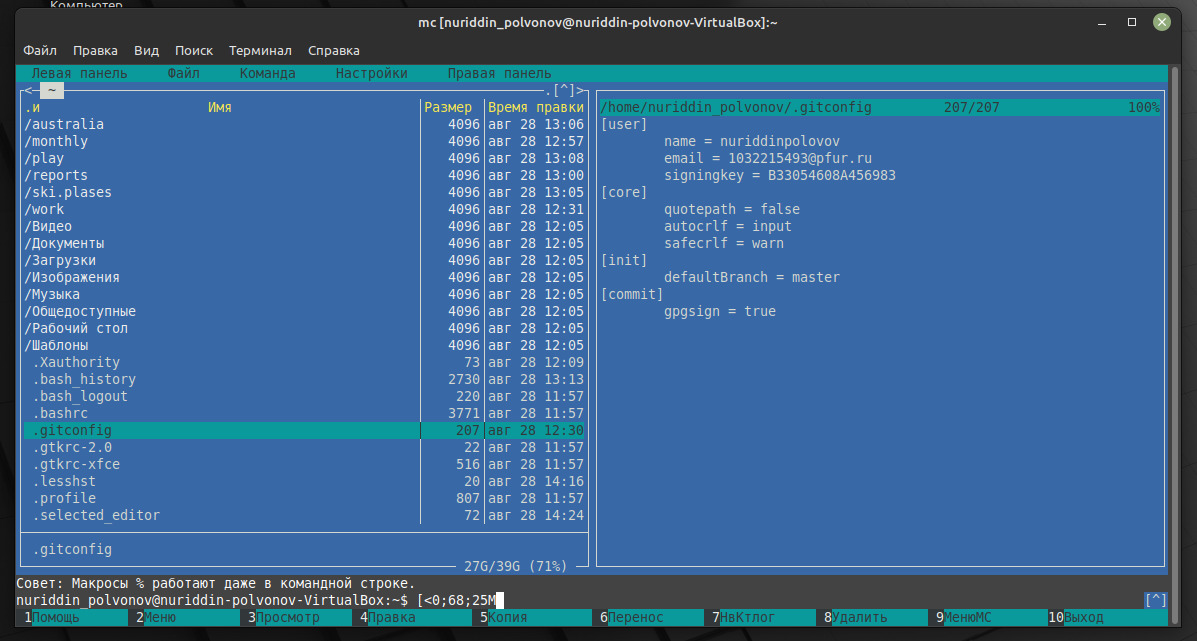 Компьютер
mc [nuriddin_polvonov@nuriddin-polvonov-VirtualBox]:~
Файл Правка Вид Поиск Терминал Справка
Левая панель Файл Команда Настройки Правая панель
<- ~ .[^]>
.и Имя Размер Время правки
/australia 4096 авг 28 13:06
/monthly 4096 авг 28 12:57
/play 4096 авг 28 13:08
/reports 4096 авг 28 13:00
/ski.plases 4096 авг 28 13:05
/work 4096 авг 28 12:31
/Видео 4096 авг 28 12:05
/Документы 4096 авг 28 12:05
/Загрузки 4096 авг 28 12:05
/Изображения 4096 авг 28 12:05
/Музыка 4096 авг 28 12:05
/Общедоступные 4096 авг 28 12:05
/Рабочий стол 4096 авг 28 12:05
/Шаблоны 4096 авг 28 12:05
.Xauthority 73 авг 28 12:09
.bash_history 2730 авг 28 13:13
.bash_logout 220 авг 28 11:57
.bashrc 3771 авг 28 11:57
.gitconfig 207 авг 28 12:30
.gtkrc-2.0 22 авг 28 11:57
.gtkrc-xfce 516 авг 28 11:57
.lesshst 20 авг 28 14:16
.profile 807 авг 28 11:57
.selected_editor 72 авг 28 14:24
.gitconfig
27G/39G (71%)
/home/nuriddin_polvonov/.gitconfig 207/207 100%
[user]
name = nuriddinpolovov
email = 1032215493@pfur.ru
signingkey = B33054608A456983
[core]
quotepath = false
autocrlf = input
safecrlf = warn
[init]
defaultBranch = master
[commit]
gpgsign = true
Совет: Макросы % работают даже в командной строке.
nuriddin_polvonov@nuriddin-polvonov-VirtualBox:~$ [<0;68;25M [^]
1Помощь 2Меню 3Просмотр 4Правка 5Копия 6Перенос 7НвКтлог 8Удалить 9МенюМС 10Выход